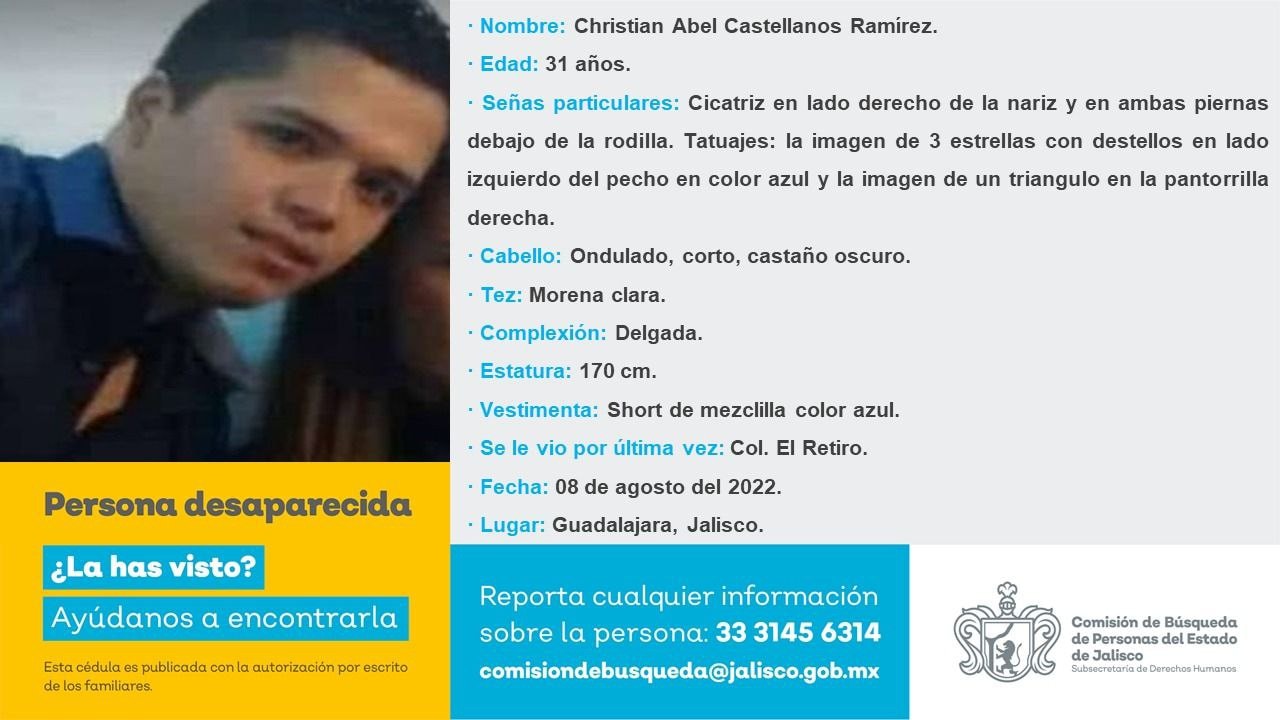 · Nombre: Christian Abel Castellanos Ramírez.
· Edad: 31 años.
· Señas particulares: Cicatriz en lado derecho de la nariz y en ambas piernas
debajo de la rodilla. Tatuajes: la imagen de 3 estrellas con destellos en lado
izquierdo del pecho en color azul y la imagen de un triangulo en la pantorrilla
derecha.
· Cabello: Ondulado, corto, castaño oscuro.
· Tez: Morena clara.
· Complexión: Delgada.
· Estatura: 170 cm.
· Vestimenta: Short de mezclilla color azul.
· Se le vio por última vez: Col. El Retiro.
· Fecha: 08 de agosto del 2022.
· Lugar: Guadalajara, Jalisco.
Persona desaparecida
¿La has visto?
Ayúdanos a encontrarla
Esta cédula es publicada con la autorización por escrito
de los familiares.
Reporta cualquier información
sobre la persona: 33 3145 6314
comisiondebusqueda@jalisco.gob.mx
Comisión de Búsqueda
de Personas del Estado
de Jalisco
Subsecretaría de Derechos Humanos